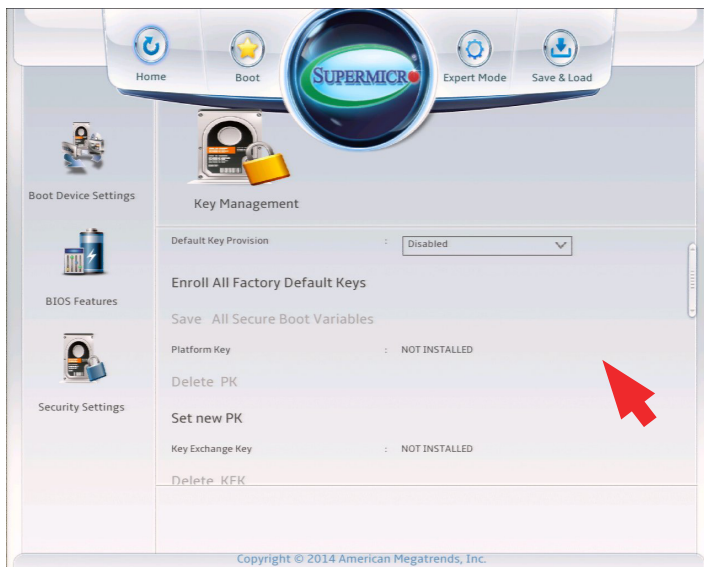 Home
Boot
SUPERMICRO
Expert Mode
Save & Load
Boot Device Settings
BIOS Features
Security Settings
Key Management
Default Key Provision : Disabled
Enroll All Factory Default Keys
Save All Secure Boot Variables
Platform Key : NOT INSTALLED
Delete PK
Set new PK
Key Exchange Key : NOT INSTALLED
Delete KEK
Copyright © 2014 American Megatrends, Inc.